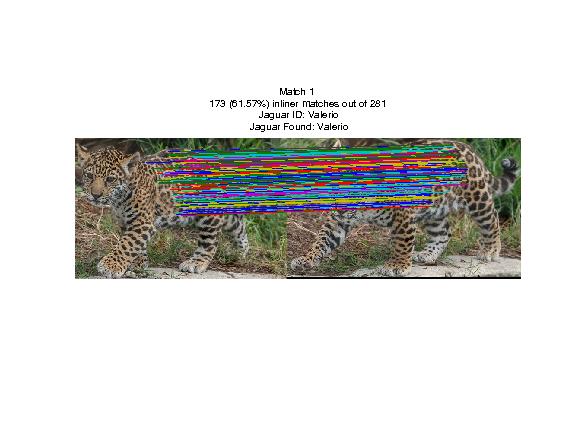 Match 1
173 (61.57%) inliner matches out of 281
Jaguar ID: Valerio
Jaguar Found: Valerio